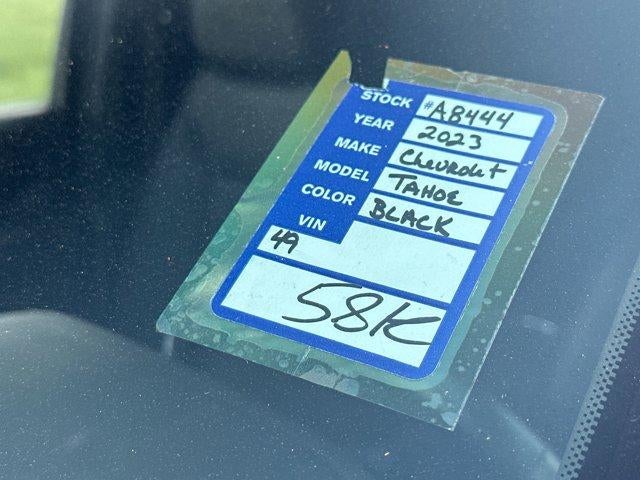 STOCK #A8444
YEAR 2023
MAKE Chevrolet
MODEL TAHOE
COLOR BLACK
VIN
49
58K